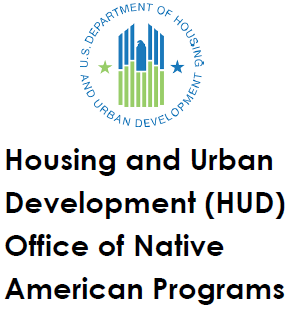 U.S. DEPARTMENT OF HOUSING
AND URBAN DEVELOPMENT
Housing and Urban
Development (HUD)
Office of Native
American Programs